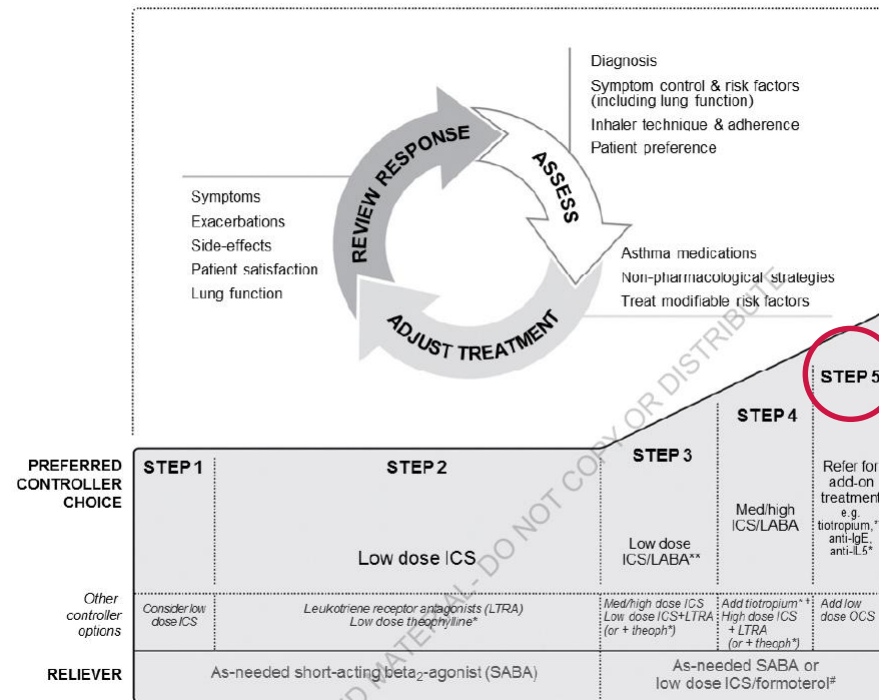 Diagnosis
Symptom control & risk factors
(including lung function)
Inhaler technique & adherence
Patient preference
REVIEW RESPONSE
ASSESS
ADJUST TREATMENT
Symptoms
Exacerbations
Side-effects
Patient satisfaction
Lung function
Asthma medications
Non-pharmacological strategies
Treat modifiable risk factors
D MATERIAL- DO NOT COPY OR DISTRIBUTE
PREFERRED
CONTROLLER
CHOICE
STEP 1
STEP 2
Low dose ICS
STEP 3
Low dose
ICS/LABA**
STEP 4
Med/high
ICS/LABA
STEP 5
Refer for
add-on
treatment
e.g.
tiotropium,*
anti-IgE,
anti-IL5*
Other
controller
options
Consider low
dose ICS
Leukotriene receptor antagonists (LTRA)
Low dose theophylline*
Med/high dose ICS
Low dose ICS+LTRA
(or + theoph*)
Add tiotropium*†
High dose ICS
+ LTRA
(or + theoph*)
Add low
dose OCS
RELIEVER
As-needed short-acting beta₂-agonist (SABA)
As-needed SABA or
low dose ICS/formoterol#